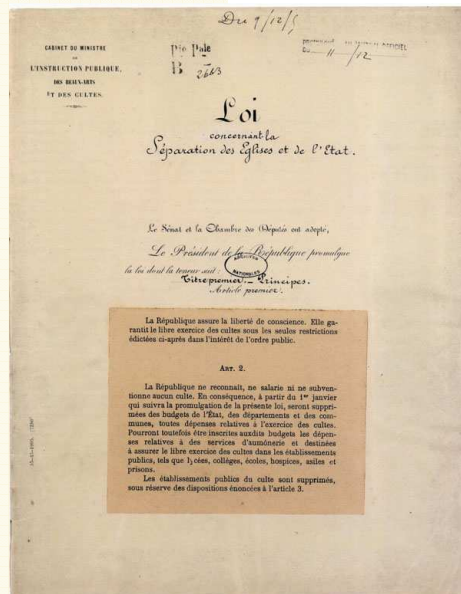 Du 9/12/5
CABINET DU MINISTRE
DE
L'INSTRUCTION PUBLIQUE,
DES BEAUX-ARTS
ET DES CULTES.
Pie Pale
B 2663
JOURNAL OFFICIEL
DU 11/12
Loi
concernant la
Séparation des Eglises et de l'Etat.
Le Sénat et la Chambre des Députés ont adopté,
Le Président de la République promulgue
la loi dont la teneur suit :
ARCHIVES
NATIONALES
Titre premier. – Principes.
Article premier.
La République assure la liberté de conscience. Elle ga-
rantit le libre exercice des cultes sous les seules restrictions
édictées ci-après dans l'intérêt de l'ordre public.
ART. 2.
La République ne reconnaît, ne salarie ni ne subven-
tionne aucun culte. En conséquence, à partir du 1er janvier
qui suivra la promulgation de la présente loi, seront suppri-
mées des budgets de l'État, des départements et des com-
munes, toutes dépenses relatives à l'exercice des cultes.
Pourront toutefois être inscrites auxdits budgets les dépen-
ses relatives à des services d'aumônerie et destinées
à assurer le libre exercice des cultes dans les établissements
publics, tels que lycées, collèges, écoles, hospices, asiles et
prisons.
Les établissements publics du culte sont supprimés,
sous réserve des dispositions énoncées à l'article 3.